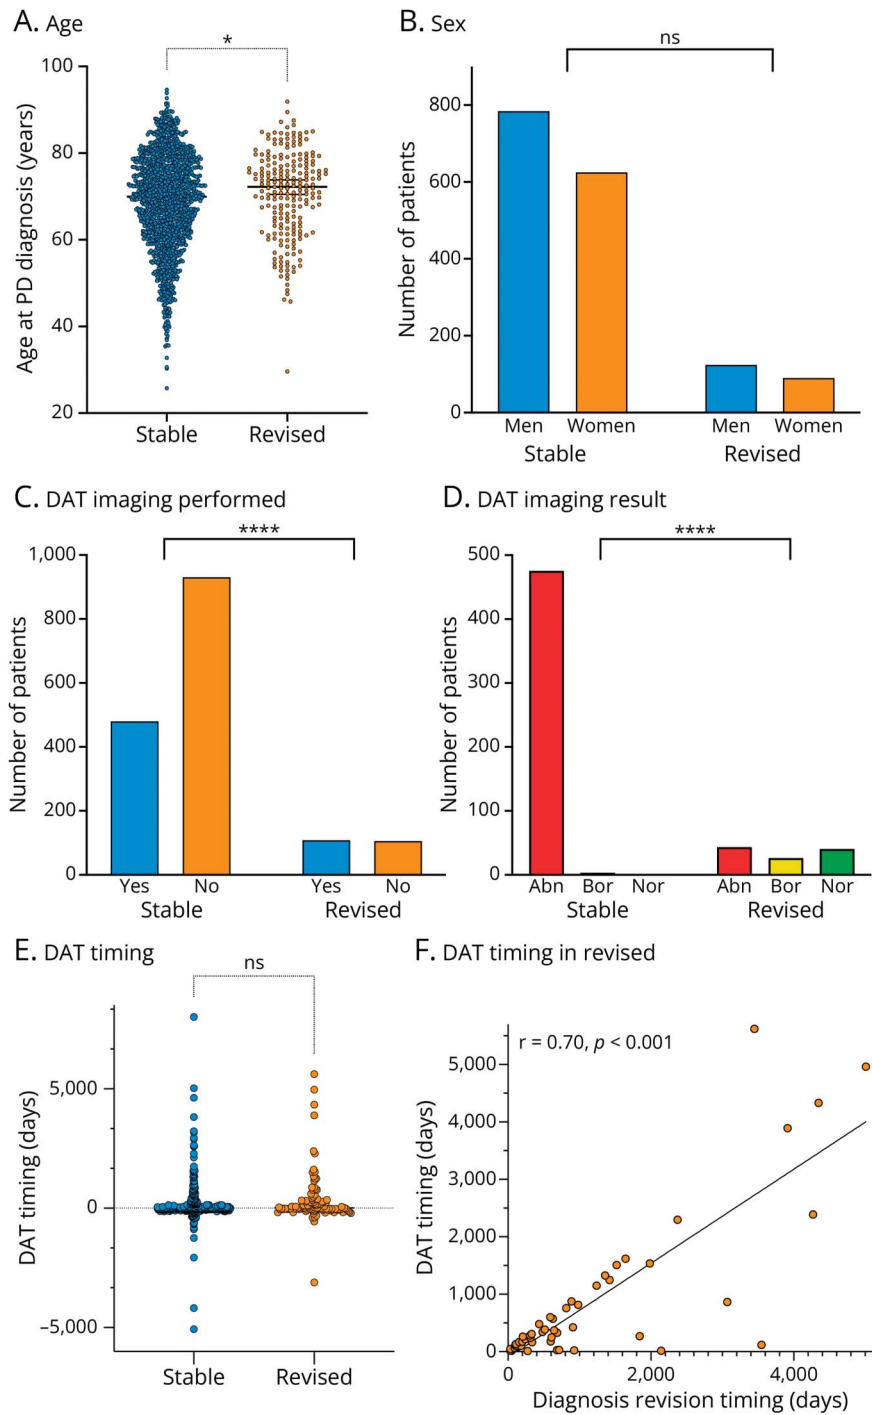 A. Age
*
100
80
60
40
20
Age at PD diagnosis (years)
Stable Revised
B. Sex
ns
800
600
400
200
0
Number of patients
Men Women Men Women
Stable Revised
C. DAT imaging performed
****
1,000
800
600
400
200
0
Number of patients
Yes No Yes No
Stable Revised
D. DAT imaging result
****
500
400
300
200
100
0
Number of patients
Abn Bor Nor Abn Bor Nor
Stable Revised
E. DAT timing
ns
5,000
0
–5,000
DAT timing (days)
Stable Revised
F. DAT timing in revised
r = 0.70, p < 0.001
5,000
4,000
3,000
2,000
1,000
0
DAT timing (days)
0 2,000 4,000
Diagnosis revision timing (days)